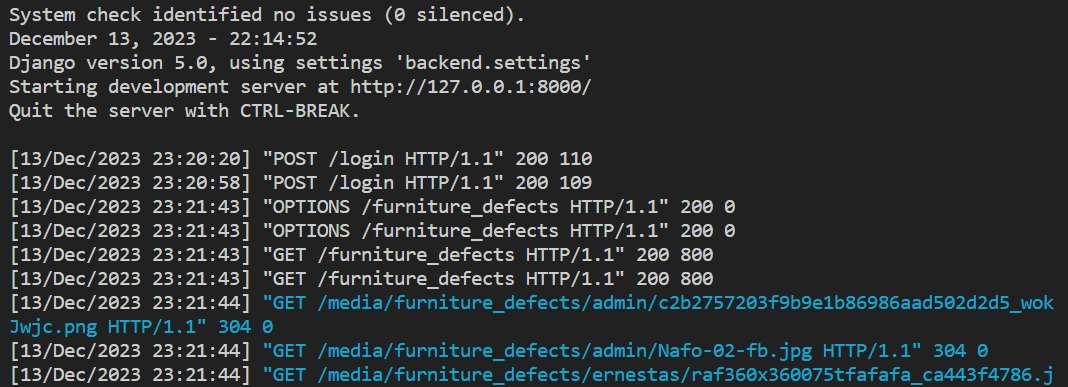 System check identified no issues (0 silenced).
December 13, 2023 - 22:14:52
Django version 5.0, using settings 'backend.settings'
Starting development server at http://127.0.0.1:8000/
Quit the server with CTRL-BREAK.

[13/Dec/2023 23:20:20] "POST /login HTTP/1.1" 200 110
[13/Dec/2023 23:20:58] "POST /login HTTP/1.1" 200 109
[13/Dec/2023 23:21:43] "OPTIONS /furniture_defects HTTP/1.1" 200 0
[13/Dec/2023 23:21:43] "OPTIONS /furniture_defects HTTP/1.1" 200 0
[13/Dec/2023 23:21:43] "GET /furniture_defects HTTP/1.1" 200 800
[13/Dec/2023 23:21:43] "GET /furniture_defects HTTP/1.1" 200 800
[13/Dec/2023 23:21:44] "GET /media/furniture_defects/admin/c2b2757203f9b9e1b86986aad502d2d5_wok
Jwjc.png HTTP/1.1" 304 0
[13/Dec/2023 23:21:44] "GET /media/furniture_defects/admin/Nafo-02-fb.jpg HTTP/1.1" 304 0
[13/Dec/2023 23:21:44] "GET /media/furniture_defects/ernestas/raf360x360075tfafafa_ca443f4786.j